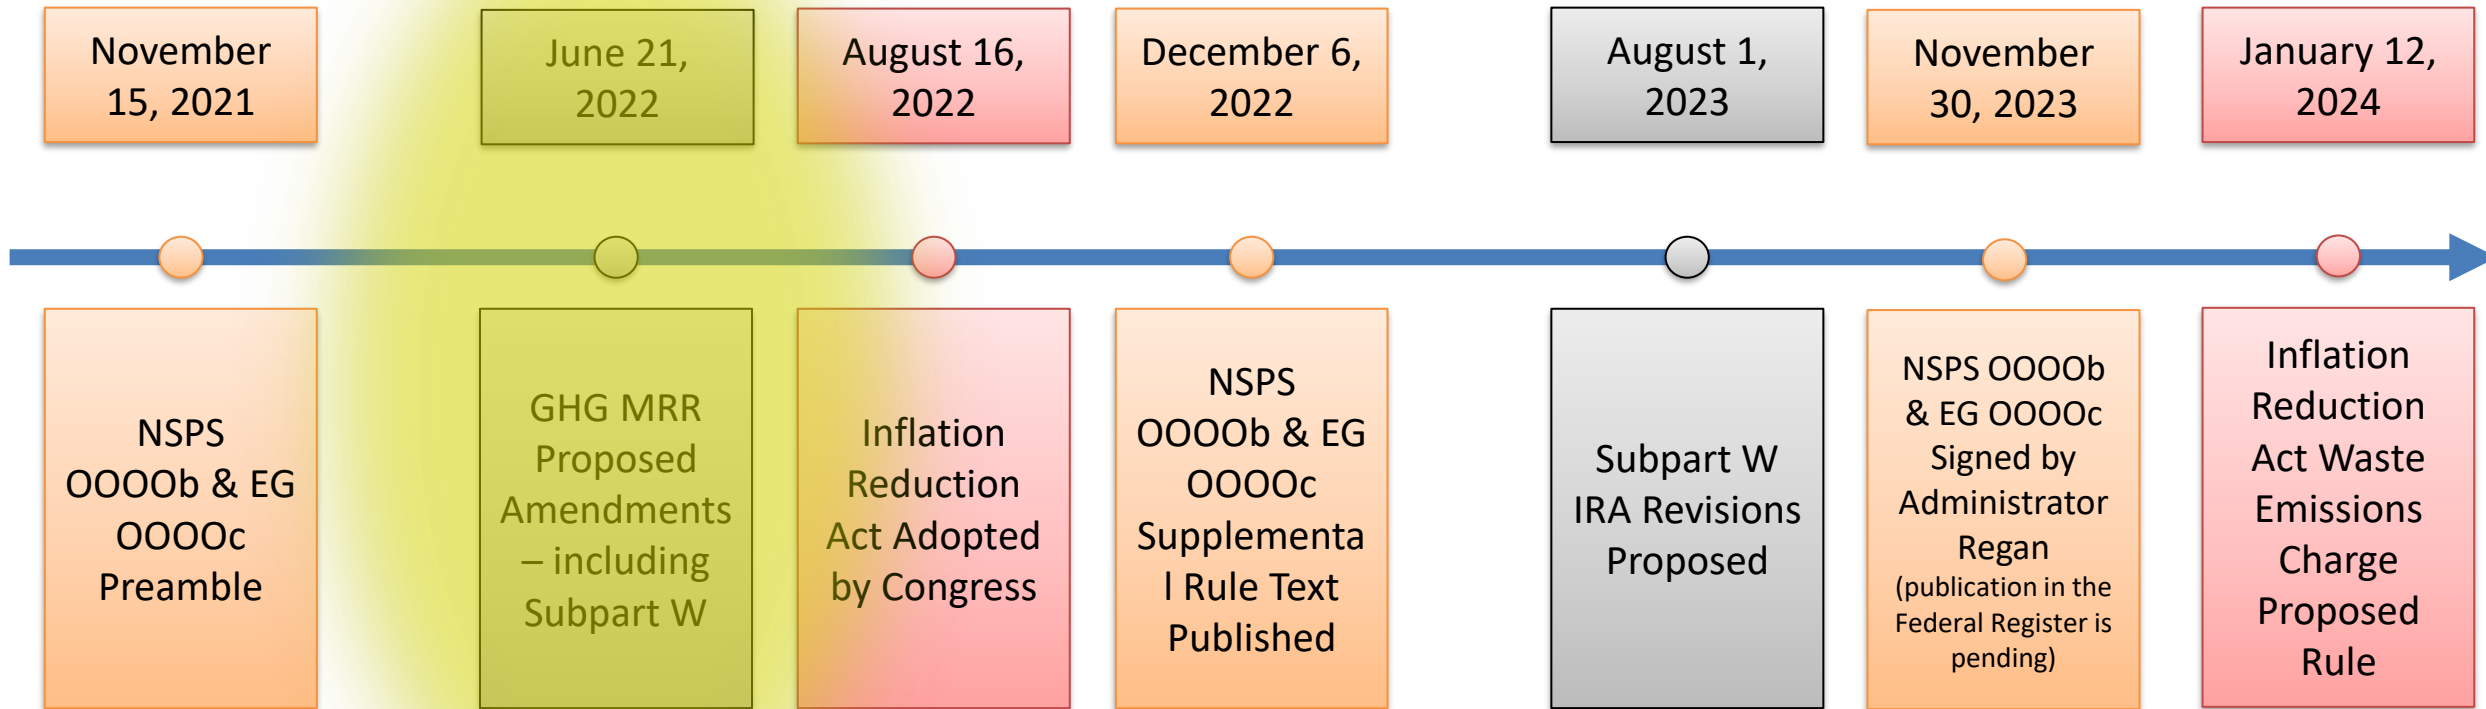 November
15, 2021
June 21,
2022
August 16,
2022
December 6,
2022
August 1,
2023
November
30, 2023
January 12,
2024
NSPS
OOOOb & EG
OOOOc
Preamble
GHG MRR
Proposed
Amendments
– including
Subpart W
Inflation
Reduction
Act Adopted
by Congress
NSPS
OOOOb & EG
OOOOc
Supplementa
l Rule Text
Published
Subpart W
IRA Revisions
Proposed
NSPS OOOOb
& EG OOOOc
Signed by
Administrator
Regan
(publication in the
Federal Register is
pending)
Inflation
Reduction
Act Waste
Emissions
Charge
Proposed
Rule